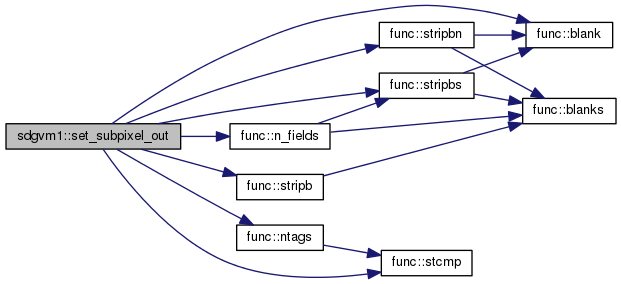 func::stripbn
func::blank
func::stripbs
func::blanks
sdgvm1::set_subpixel_out
func::n_fields
func::stripb
func::ntags
func::stcmp